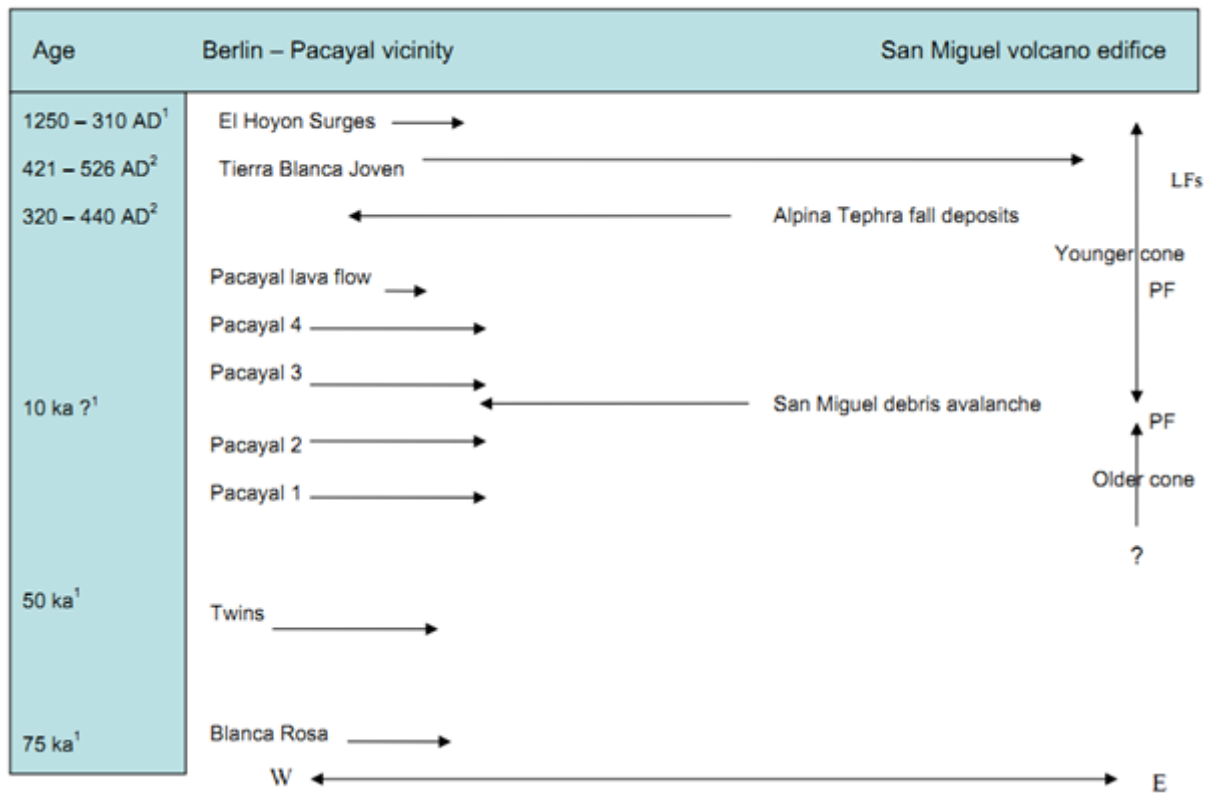 Age Berlin – Pacayal vicinity San Miguel volcano edifice
1250 – 310 AD¹ El Hoyon Surges
421 – 526 AD² Tierra Blanca Joven
LFs
320 – 440 AD² Alpina Tephra fall deposits
Younger cone
Pacayal lava flow
PF
Pacayal 4
Pacayal 3
10 ka ?¹ San Miguel debris avalanche
PF
Pacayal 2
Older cone
Pacayal 1
?
50 ka¹
Twins
Blanca Rosa
75 ka¹
W E